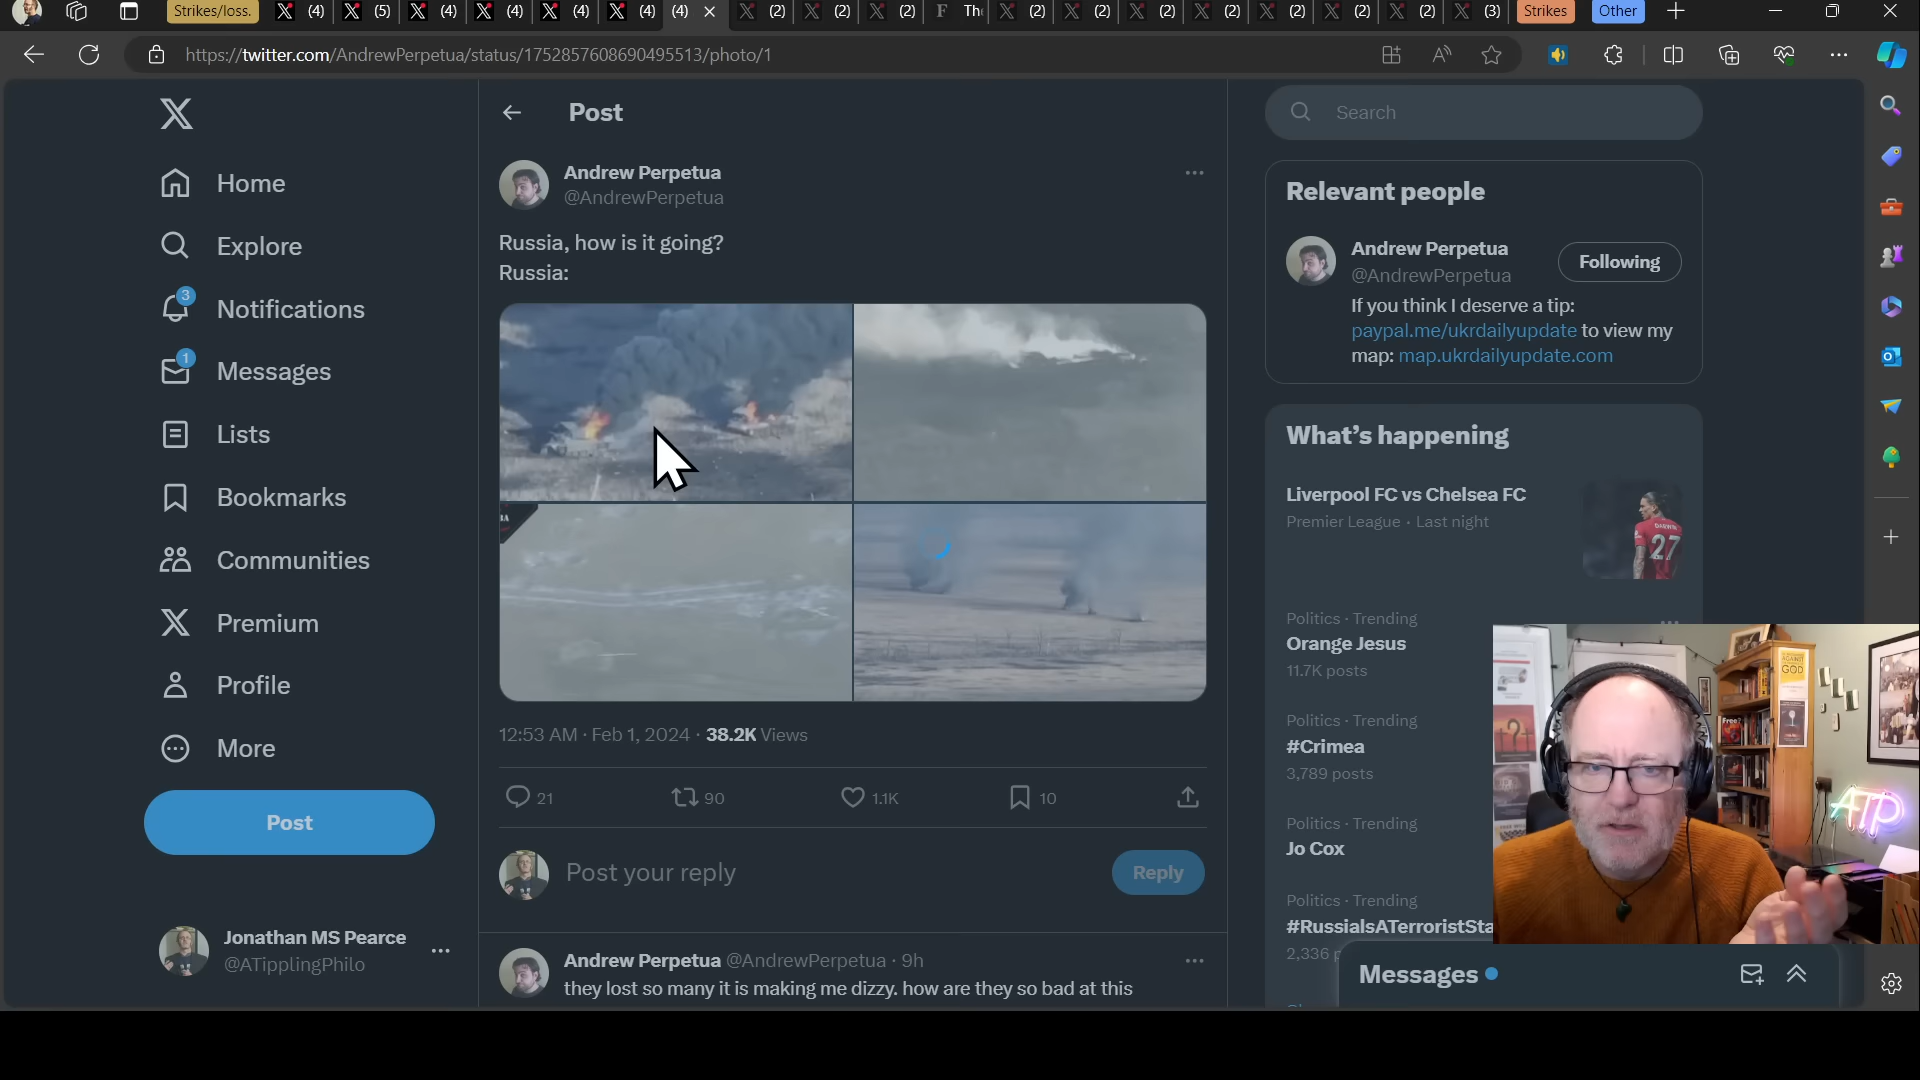 Strikes/loss.
(4)
(5)
(4)
(4)
(4)
(4)
(4)
(2)
(2)
(2)
(2)
(2)
(2)
(2)
(2)
(2)
(2)
(3)
Strikes
Other
https://twitter.com/AndrewPerpetua/status/1752857608690495513/photo/1
Home
Explore
3
Notifications
1
Messages
Lists
Bookmarks
Communities
Premium
Profile
More
Post
Jonathan MS Pearce
@ATipplingPhilo
Post
Andrew Perpetua
@AndrewPerpetua
Russia, how is it going?
Russia:
12:53 AM · Feb 1, 2024 · 38.2K Views
21
90
1.1K
10
Post your reply
Reply
Andrew Perpetua @AndrewPerpetua · 9h
they lost so many it is making me dizzy. how are they so bad at this
Search
Relevant people
Andrew Perpetua
@AndrewPerpetua
Following
If you think I deserve a tip:
paypal.me/ukrdailyupdate to view my
map: map.ukrdailyupdate.com
What's happening
Liverpool FC vs Chelsea FC
Premier League · Last night
DARWIN
27
Politics · Trending
Orange Jesus
11.7K posts
Politics · Trending
#Crimea
3,789 posts
Politics · Trending
Jo Cox
Politics · Trending
#RussiaIsATerroristSta
2,336 p
Messages
AGAINST
GOD
Free?
ATP